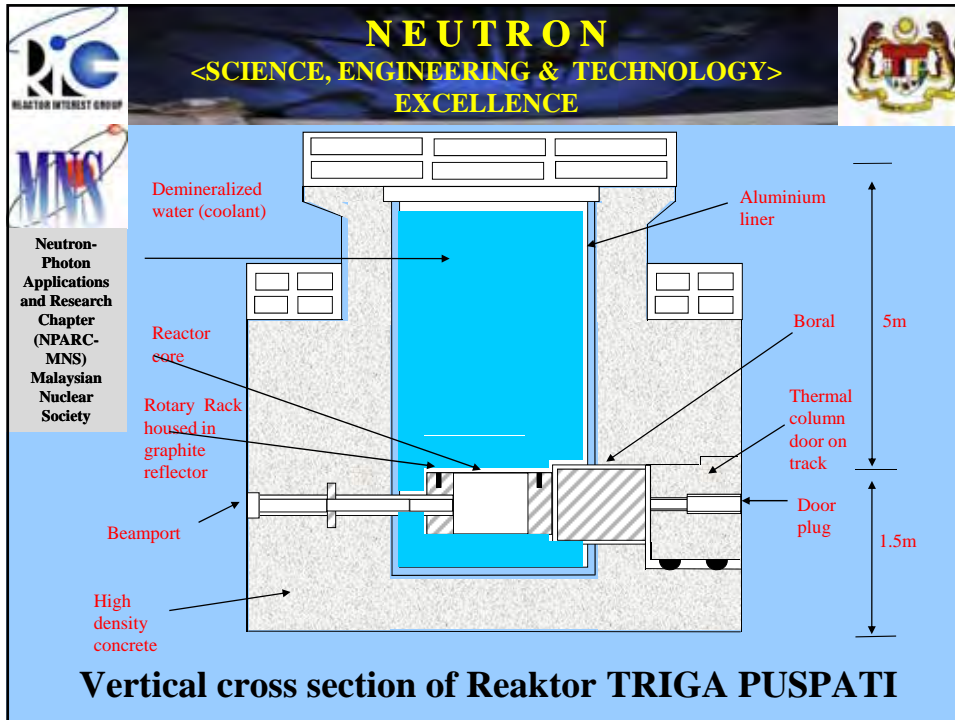 N E U T R O N
<SCIENCE, ENGINEERING & TECHNOLOGY>
EXCELLENCE
RIG
REACTOR INTEREST GROUP
MNS
Neutron-
Photon
Applications
and Research
Chapter
(NPARC-
MNS)
Malaysian
Nuclear
Society
Demineralized
water (coolant)
Reactor
core
Rotary Rack
housed in
graphite
reflector
Beamport
High
density
concrete
Aluminium
liner
Boral
Thermal
column
door on
track
Door
plug
5m
1.5m
Vertical cross section of Reaktor TRIGA PUSPATI